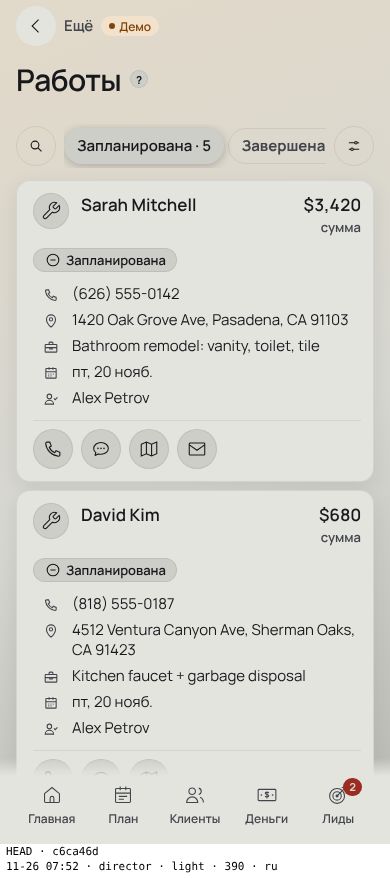 Ещё
Демо
Работы ?
Запланирована · 5
Завершена
Sarah Mitchell
$3,420
сумма
Запланирована
(626) 555-0142
1420 Oak Grove Ave, Pasadena, CA 91103
Bathroom remodel: vanity, toilet, tile
пт, 20 нояб.
Alex Petrov
David Kim
$680
сумма
Запланирована
(818) 555-0187
4512 Ventura Canyon Ave, Sherman Oaks,
CA 91423
Kitchen faucet + garbage disposal
пт, 20 нояб.
Alex Petrov
2
Главная
План
Клиенты
Деньги
Лиды
HEAD · c6ca46d
11-26 07:52 · director · light · 390 · ru